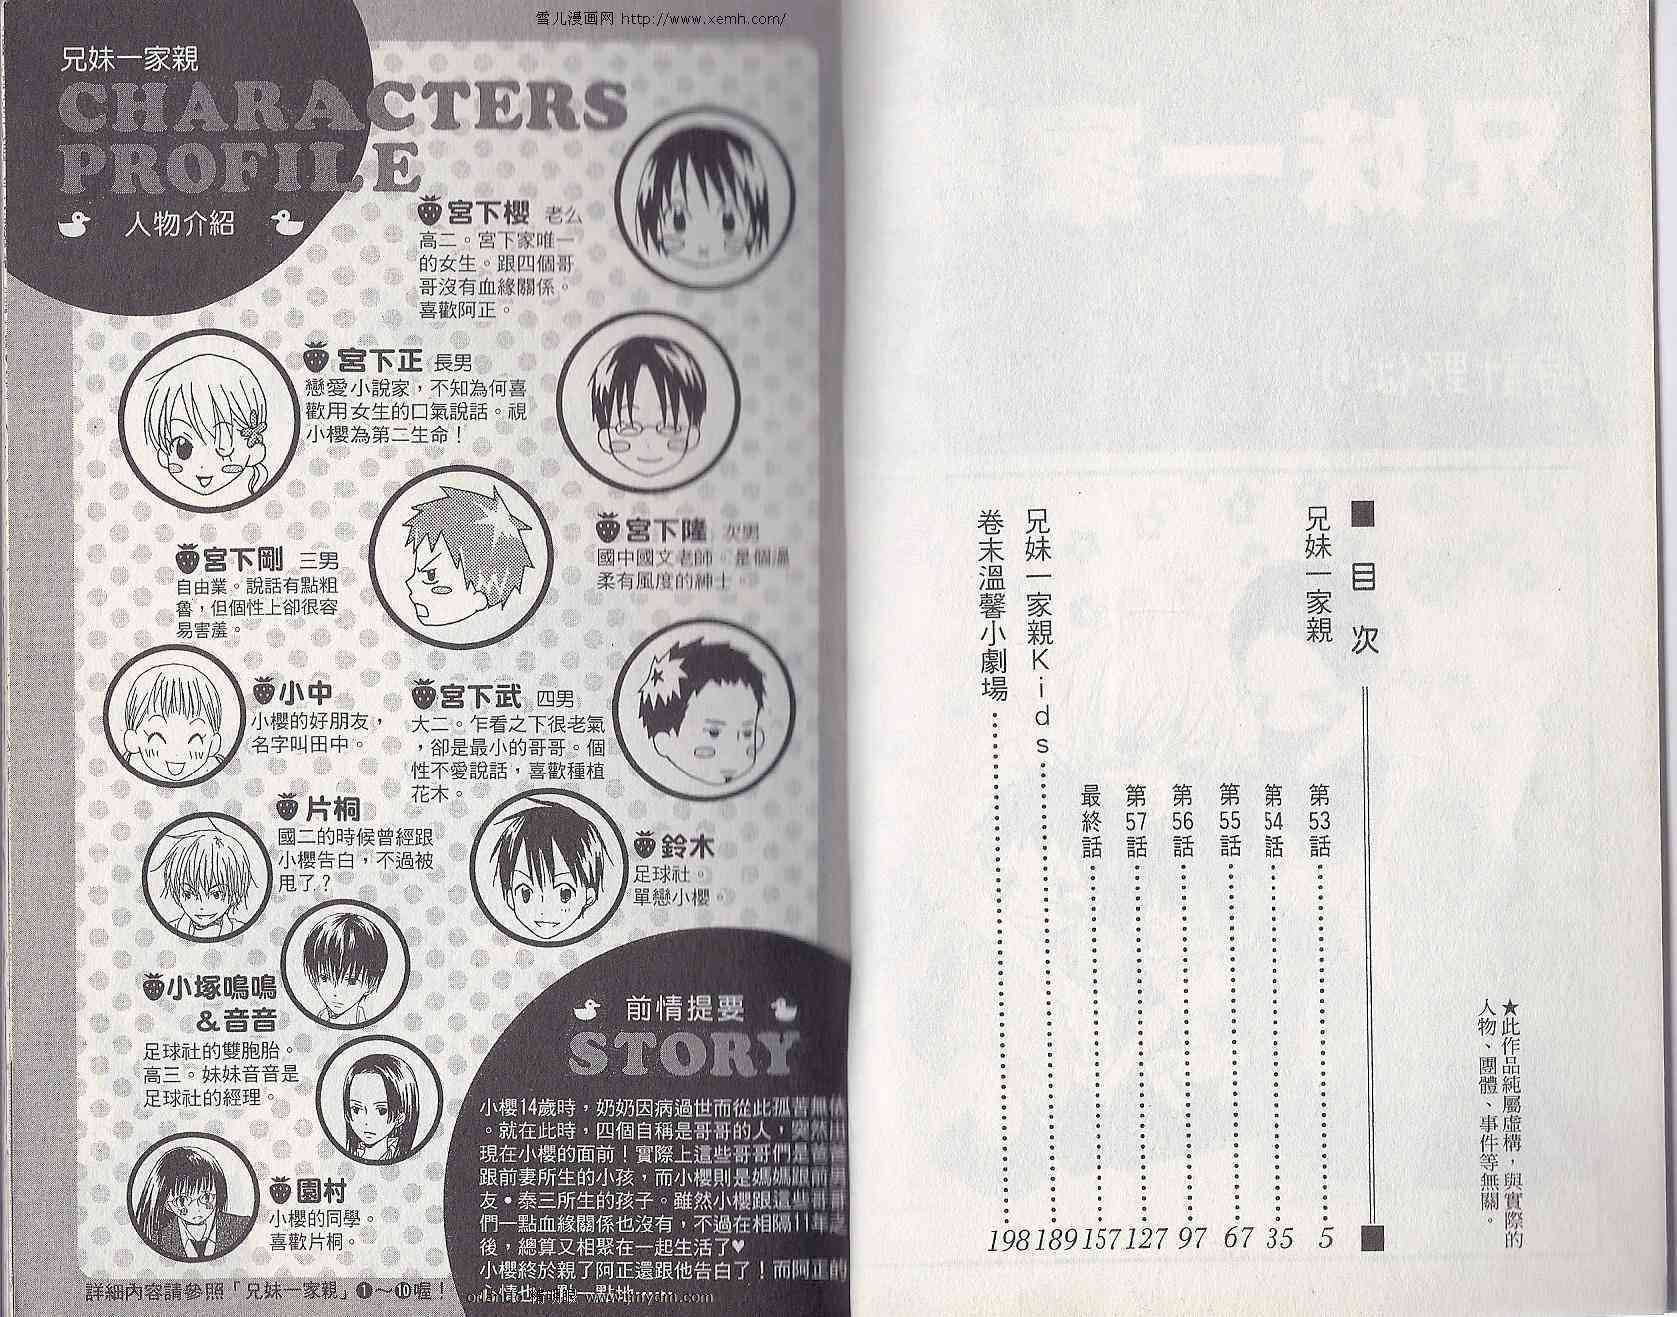 雪儿漫画网 http://www.xemh.com/
兄妹一家親
CHARACTERS
PROFILE
人物介紹
宮下櫻 老么
高二。宮下家唯一
的女生。跟四個哥
哥沒有血緣關係。
喜歡阿正。
宮下正 長男
戀愛小說家，不知為何喜
歡用女生的口氣說話。視
小櫻為第二生命！
宮下隆 次男
國中國文老師。是個溫
柔有風度的紳士。
宮下剛 三男
自由業。說話有點粗
魯，但個性上卻很容
易害羞。
小中
小櫻的好朋友，
名字叫田中。
宮下武 四男
大二。乍看之下很老氣
，卻是最小的哥哥。個
性不愛說話，喜歡種植
花木。
片桐
國二的時候曾經跟
小櫻告白，不過被
甩了？
鈴木
足球社。
單戀小櫻。
小塚鳴鳴
＆音音
足球社的雙胞胎。
高三。妹妹音音是
足球社的經理。
園村
小櫻的同學。
喜歡片桐。
詳細內容請參照「兄妹一家親」❶～❿喔！
前情提要
STORY
小櫻14歲時，奶奶因病過世而從此孤苦無依
。就在此時，四個自稱是哥哥的人，突然出
現在小櫻的面前！實際上這些哥哥們是爸爸
跟前妻所生的小孩，而小櫻則是媽媽跟前男
友・泰三所生的孩子。雖然小櫻跟這些哥哥
們一點血緣關係也沒有，不過在相隔11年之
後，總算又相聚在一起生活了♥
小櫻終於親了阿正還跟他告白了！而阿正的
心情也一點一點地
■目次
兄妹一家親
第53話 5
第54話 35
第55話 67
第56話 97
第57話 127
最終話 157
兄妹一家親Kids 189
卷末溫馨小劇場 198
★此作品純屬虛構，與實際的
人物、團體、事件等無關。